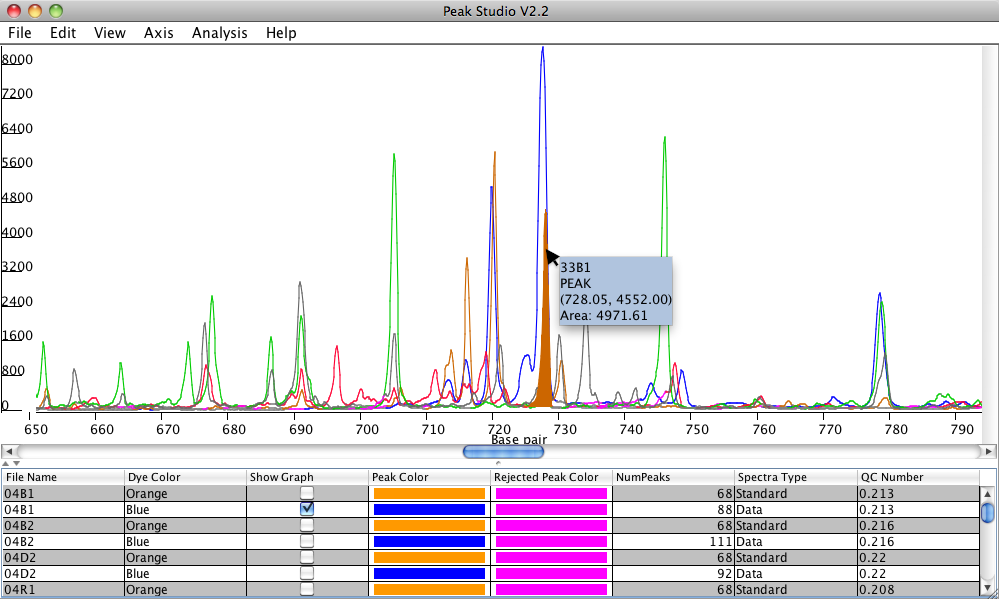 Peak Studio V2.2
File Edit View Axis Analysis Help
8000
7200
6400
5600
4800
4000
3200
2400
1600
800
0
33B1
PEAK
(728.05, 4552.00)
Area: 4971.61
650 660 670 680 690 700 710 720 730 740 750 760 770 780 790
Base pair
File Name Dye Color Show Graph Peak Color Rejected Peak Color NumPeaks Spectra Type QC Number
04B1 Orange 68 Standard 0.213
04B1 Blue 88 Data 0.213
04B2 Orange 68 Standard 0.216
04B2 Blue 111 Data 0.216
04D2 Orange 68 Standard 0.22
04D2 Blue 92 Data 0.22
04R1 Orange 68 Standard 0.208